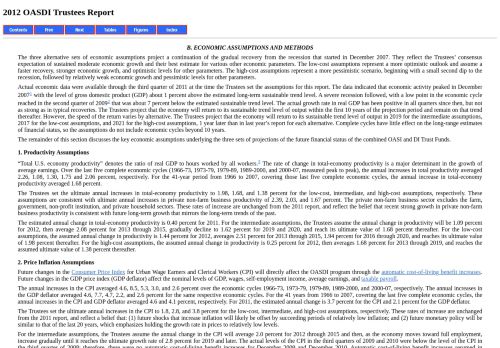 2012 OASDI Trustees Report
Contents Prev Next Tables Figures Index
B. ECONOMIC ASSUMPTIONS AND METHODS
The three alternative sets of economic assumptions project a continuation of the gradual recovery from the recession that started in December 2007. They reflect the Trustees' consensus
expectation of sustained moderate economic growth and their best estimate for various other economic parameters. The low-cost assumptions represent a more optimistic outlook and assume a
faster recovery, stronger economic growth, and optimistic levels for other parameters. The high-cost assumptions represent a more pessimistic scenario, beginning with a small second dip to the
recession, followed by relatively weak economic growth and pessimistic levels for other parameters.
Actual economic data were available through the third quarter of 2011 at the time the Trustees set the assumptions for this report. The data indicated that economic activity peaked in December
2007 with the level of gross domestic product (GDP) about 1 percent above the estimated long-term sustainable trend level. A severe recession followed, with a low point in the economic cycle
reached in the second quarter of 2009 that was about 7 percent below the estimated sustainable trend level. The actual growth rate in real GDP has been positive in all quarters since then, but not
as strong as in typical recoveries. The Trustees project that the economy will return to its sustainable trend level of output within the first 10 years of the projection period and remain on that trend
thereafter. However, the speed of the return varies by alternative. The Trustees project that the economy will return to its sustainable trend level of output in 2019 for the intermediate assumptions,
2017 for the low-cost assumptions, and 2021 for the high-cost assumptions, 1 year later than in last year's report for each alternative. Complete cycles have little effect on the long-range estimates
of financial status, so the assumptions do not include economic cycles beyond 10 years.
The remainder of this section discusses the key economic assumptions underlying the three sets of projections of the future financial status of the combined OASI and DI Trust Funds.
1. Productivity Assumptions
"Total U.S. economy productivity" denotes the ratio of real GDP to hours worked by all workers. The rate of change in total-economy productivity is a major determinant in the growth of
average earnings. Over the last five complete economic cycles (1966-73, 1973-79, 1979-89, 1989-2000, and 2000-07, measured peak to peak), the annual increases in total productivity averaged
2.26, 1.08, 1.30, 1.75 and 2.06 percent, respectively. For the 41-year period from 1966 to 2007, covering those last five complete economic cycles, the annual increase in total-economy
productivity averaged 1.68 percent.
The Trustees set the ultimate annual increases in total-economy productivity to 1.98, 1.68, and 1.38 percent for the low-cost, intermediate, and high-cost assumptions, respectively. These
assumptions are consistent with ultimate annual increases in private non-farm business productivity of 2.39, 2.03, and 1.67 percent. The private non-farm business sector excludes the farm,
government, non-profit institution, and private household sectors. These rates of increase are unchanged from the 2011 report, and reflect the belief that recent strong growth in private non-farm
business productivity is consistent with future long-term growth that mirrors the long-term trends of the past.
The estimated annual change in total-economy productivity is 0.40 percent for 2011. For the intermediate assumptions, the Trustees assume the annual change in productivity will be 1.09 percent
for 2012, then average 2.08 percent for 2013 through 2015, gradually decline to 1.62 percent for 2019 and 2020, and reach its ultimate value of 1.68 percent thereafter. For the low-cost
assumptions, the assumed annual change in productivity is 1.44 percent for 2012, averages 2.51 percent for 2013 through 2015, 1.94 percent for 2016 through 2020, and reaches its ultimate value
of 1.98 percent thereafter. For the high-cost assumptions, the assumed annual change in productivity is 0.25 percent for 2012, then averages 1.68 percent for 2013 through 2019, and reaches the
assumed ultimate value of 1.38 percent thereafter.
2. Price Inflation Assumptions
Future changes in the Consumer Price Index for Urban Wage Earners and Clerical Workers (CPI) will directly affect the OASDI program through the automatic cost-of-living benefit increases.
Future changes in the GDP price index (GDP deflator) affect the nominal levels of GDP, wages, self-employment income, average earnings, and taxable payroll.
The annual increases in the CPI averaged 4.6, 8.5, 5.3, 3.0, and 2.6 percent over the economic cycles 1966-73, 1973-1979, 1979-89, 1989-2000, and 2000-07, respectively. The annual increases in
the GDP deflator averaged 4.6, 7.7, 4.7, 2.2, and 2.6 percent for the same respective economic cycles. For the 41 years from 1966 to 2007, covering the last five complete economic cycles, the
annual increases in the CPI and GDP deflator averaged 4.6 and 4.1 percent, respectively. For 2011, the estimated annual increase is 3.7 percent for the CPI and 2.1 percent for the GDP deflator.
The Trustees set the ultimate annual increases in the CPI to 1.8, 2.8, and 3.8 percent for the low-cost, intermediate, and high-cost assumptions, respectively. These rates of increase are unchanged
from the 2011 report, and reflect a belief that: (1) future shocks that increase inflation will likely be offset by succeeding periods of relatively low inflation; and (2) future monetary policy will be
similar to that of the last 20 years, which emphasizes holding the growth rate in prices to relatively low levels.
For the intermediate assumptions, the Trustees assume the annual change in the CPI will average 2.0 percent for 2012 through 2015 and then, as the economy moves toward full employment,
increase gradually until it reaches the ultimate growth rate of 2.8 percent for 2019 and later. The actual levels of the CPI in the third quarters of 2009 and 2010 were below the level of the CPI in